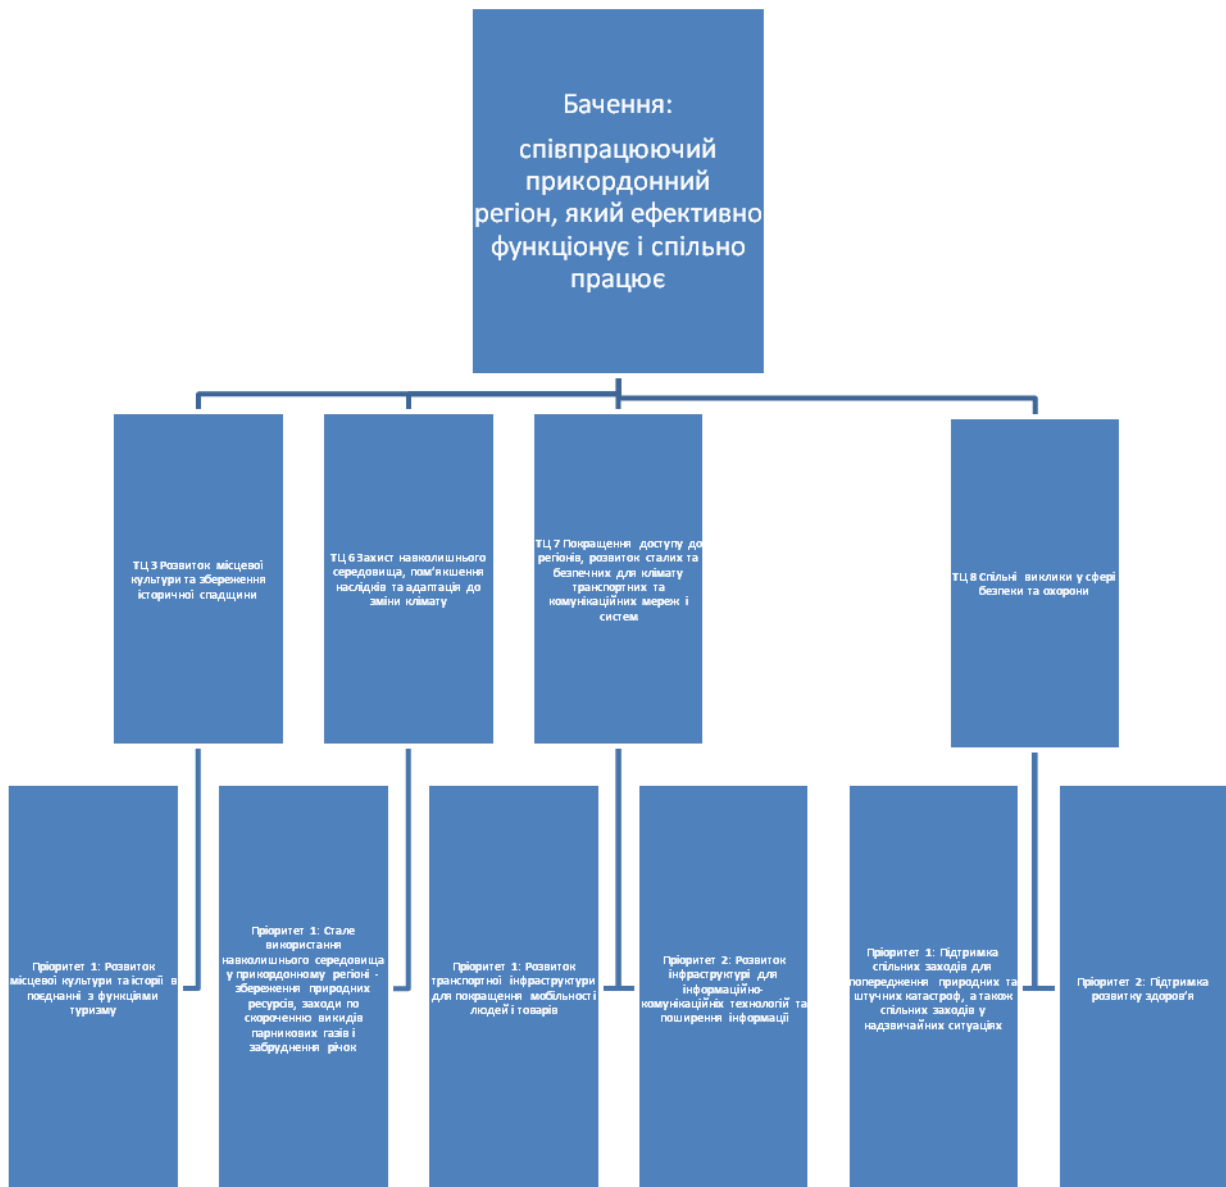 Бачення:
співпрацюючий
прикордонний
регіон, який ефективно
функціонує і спільно
працює
ТЦ 3 Розвиток місцевої
культури та збереження
історичної спадщини
ТЦ 6 Захист навколишнього
середовища, пом’якшення
наслідків та адаптація до
зміни клімату
ТЦ 7 Покращення доступу до
регіонів, розвиток сталих та
безпечних для клімату
транспортних та
комунікаційних мереж і
систем
ТЦ 8 Спільні виклики у сфері
безпеки та охорони
Пріоритет 1: Розвиток
місцевої культури та історії в
поєднанні з функціями
туризму
Пріоритет 1: Стале
використання
навколишнього середовища
у прикордонному регіоні -
збереження природних
ресурсів, заходи по
скороченню викидів
парникових газів і
забруднення річок
Пріоритет 1: Розвиток
транспортної інфраструктури
для покращення мобільності
людей і товарів
Пріоритет 2: Розвиток
інфраструктурі для
інформаційно-
комунікаційніх технологій та
поширення інформації
Пріоритет 1: Підтримка
спільних заходів для
попередження природних та
штучних катастроф, а також
спільних заходів у
надзвичайних ситуаціях
Пріоритет 2: Підтримка
розвитку здоров’я